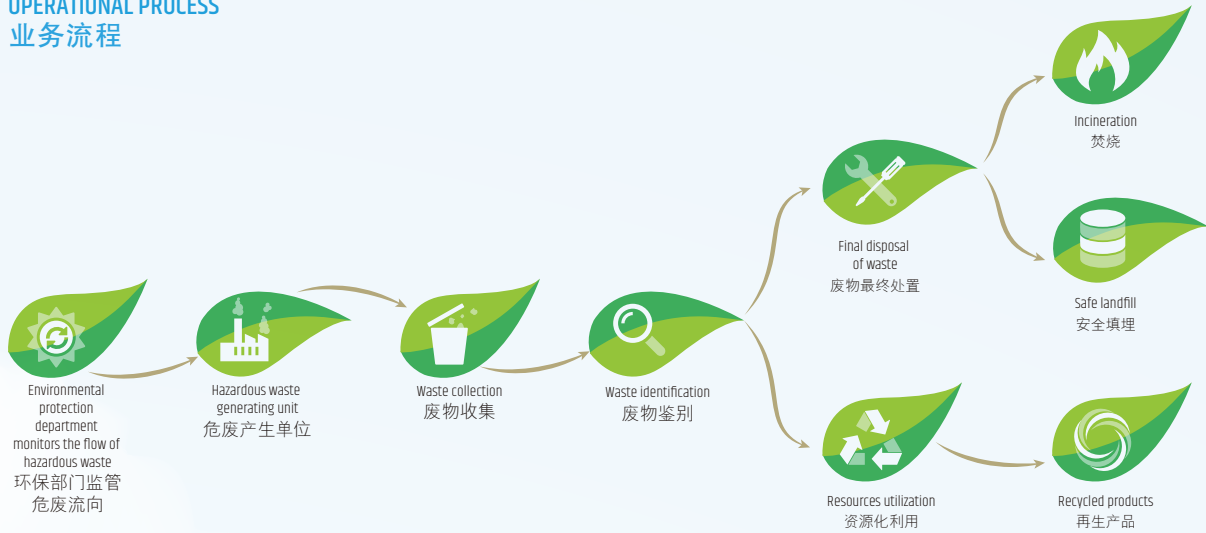 OPERATIONAL PROCESS
业务流程
Environmental
protection
department
monitors the flow of
hazardous waste
环保部门监管
危废流向
Hazardous waste
generating unit
危废产生单位
Waste collection
废物收集
Waste identification
废物鉴别
Final disposal
of waste
废物最终处置
Incineration
焚烧
Safe landfill
安全填埋
Resources utilization
资源化利用
Recycled products
再生产品